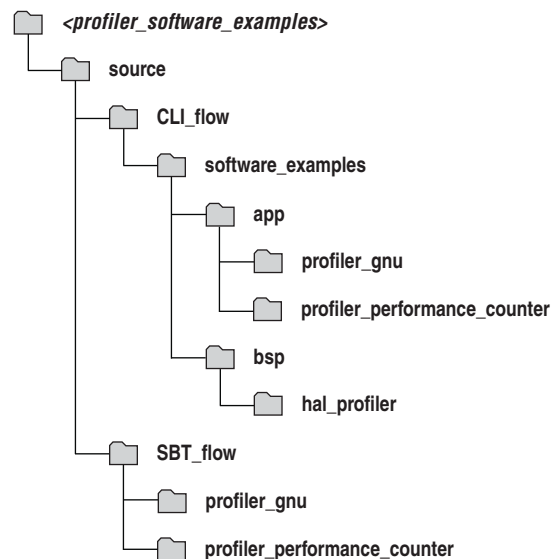 <profiler_software_examples>
source
CLI_flow
software_examples
app
profiler_gnu
profiler_performance_counter
bsp
hal_profiler
SBT_flow
profiler_gnu
profiler_performance_counter